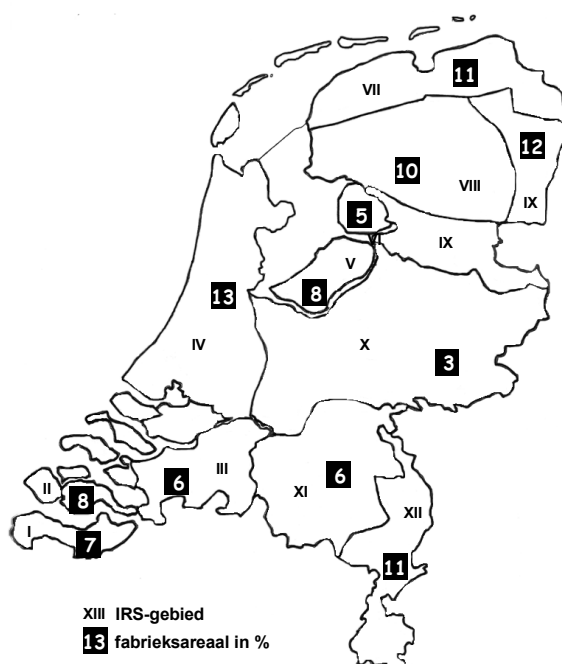 11
VII
12
10
VIII
IX
5
IX
V
8
13
IV
X
3
III
6
6
XI
XII
II
8
I
7
11
XIII IRS-gebied
13 fabrieksareaal in %